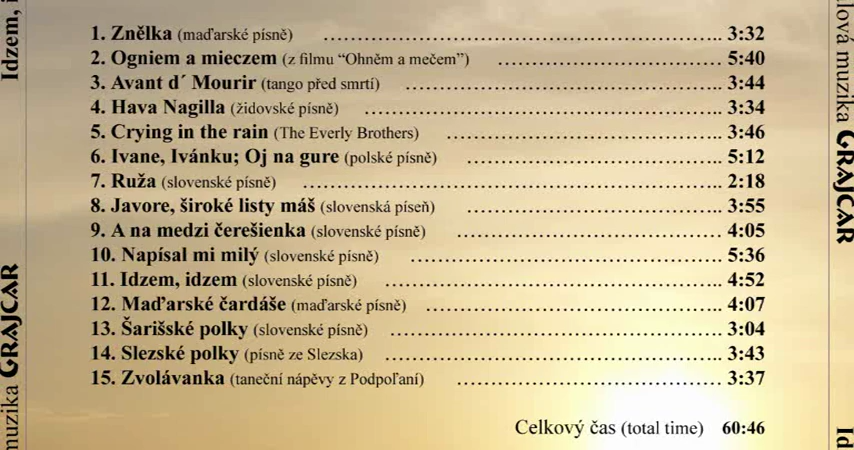 1. Znělka (maďarské písně) ........ 3:32
2. Ogniem a mieczem (z filmu “Ohněm a mečem”) ........ 5:40
3. Avant d´ Mourir (tango před smrtí) ........ 3:44
4. Hava Nagilla (židovské písně) ........ 3:34
5. Crying in the rain (The Everly Brothers) ........ 3:46
6. Ivane, Ivánku; Oj na gure (polské písně) ........ 5:12
7. Ruža (slovenské písně) ........ 2:18
8. Javore, široké listy máš (slovenská píseň) ........ 3:55
9. A na medzi čerešienka (slovenské písně) ........ 4:05
10. Napísal mi milý (slovenské písně) ........ 5:36
11. Idzem, idzem (slovenské písně) ........ 4:52
12. Maďarské čardáše (maďarské písně) ........ 4:07
13. Šarišské polky (slovenské písně) ........ 3:04
14. Slezské polky (písně ze Slezska) ........ 3:43
15. Zvolávanka (taneční nápěvy z Podpoľaní) ........ 3:37
Celkový čas (total time) 60:46
Idzem,
muzika GRAJCAR
muzika GRAJCAR